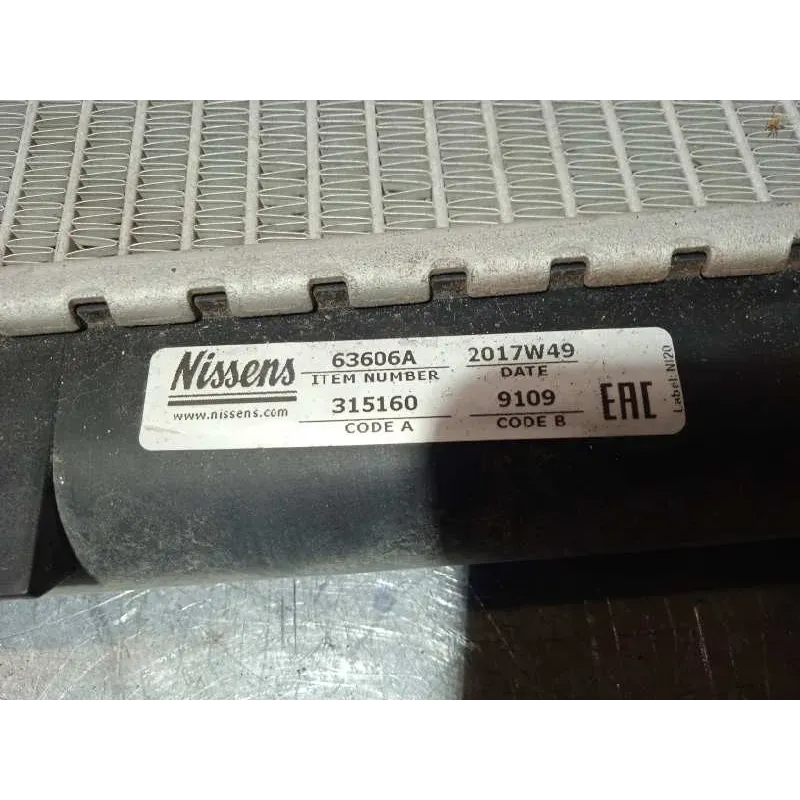 Nissens 63606A 2017W49
ITEM NUMBER DATE
www.nissens.com 315160 9109 EAC
CODE A CODE B
Label: NI20